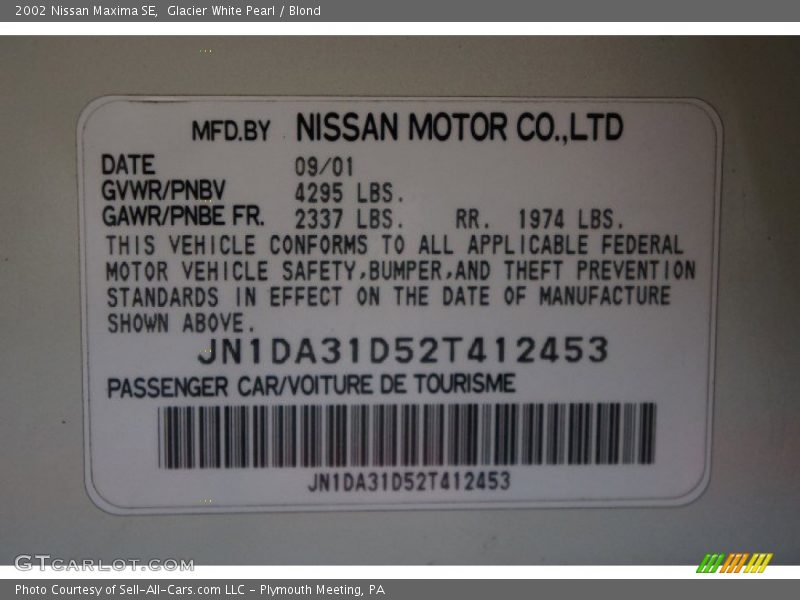 2002 Nissan Maxima SE,  Glacier White Pearl / Blond
MFD.BY NISSAN MOTOR CO.,LTD
DATE 09/01
GVWR/PNBV 4295 LBS.
GAWR/PNBE FR. 2337 LBS. RR. 1974 LBS.
THIS VEHICLE CONFORMS TO ALL APPLICABLE FEDERAL
MOTOR VEHICLE SAFETY,BUMPER,AND THEFT PREVENTION
STANDARDS IN EFFECT ON THE DATE OF MANUFACTURE
SHOWN ABOVE.
JN1DA31D52T412453
PASSENGER CAR/VOITURE DE TOURISME
JN1DA31D52T412453
GTCARLOT.COM
Photo Courtesy of Sell-All-Cars.com LLC - Plymouth Meeting, PA